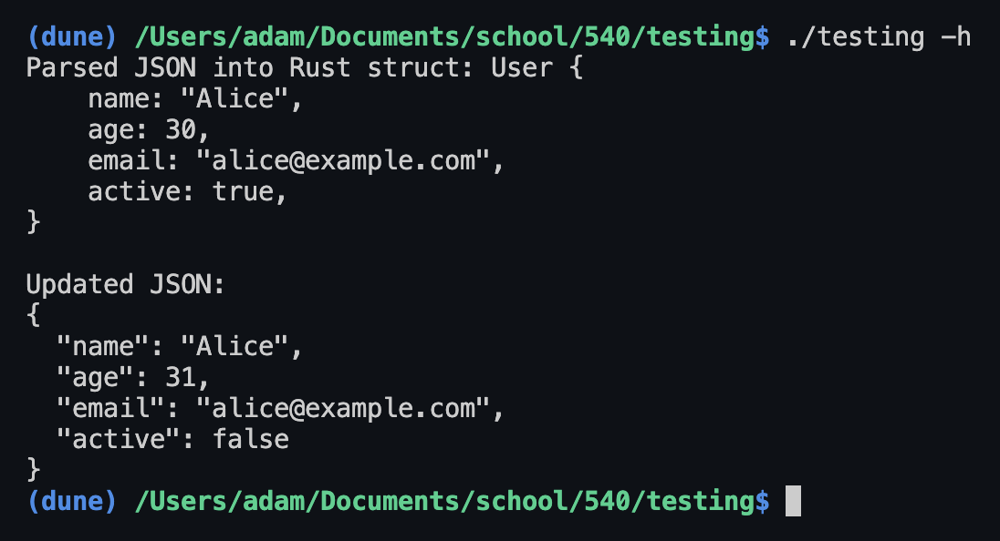 (dune) /Users/adam/Documents/school/540/testing$ ./testing -h
Parsed JSON into Rust struct: User {
    name: "Alice",
    age: 30,
    email: "alice@example.com",
    active: true,
}

Updated JSON:
{
  "name": "Alice",
  "age": 31,
  "email": "alice@example.com",
  "active": false
}
(dune) /Users/adam/Documents/school/540/testing$